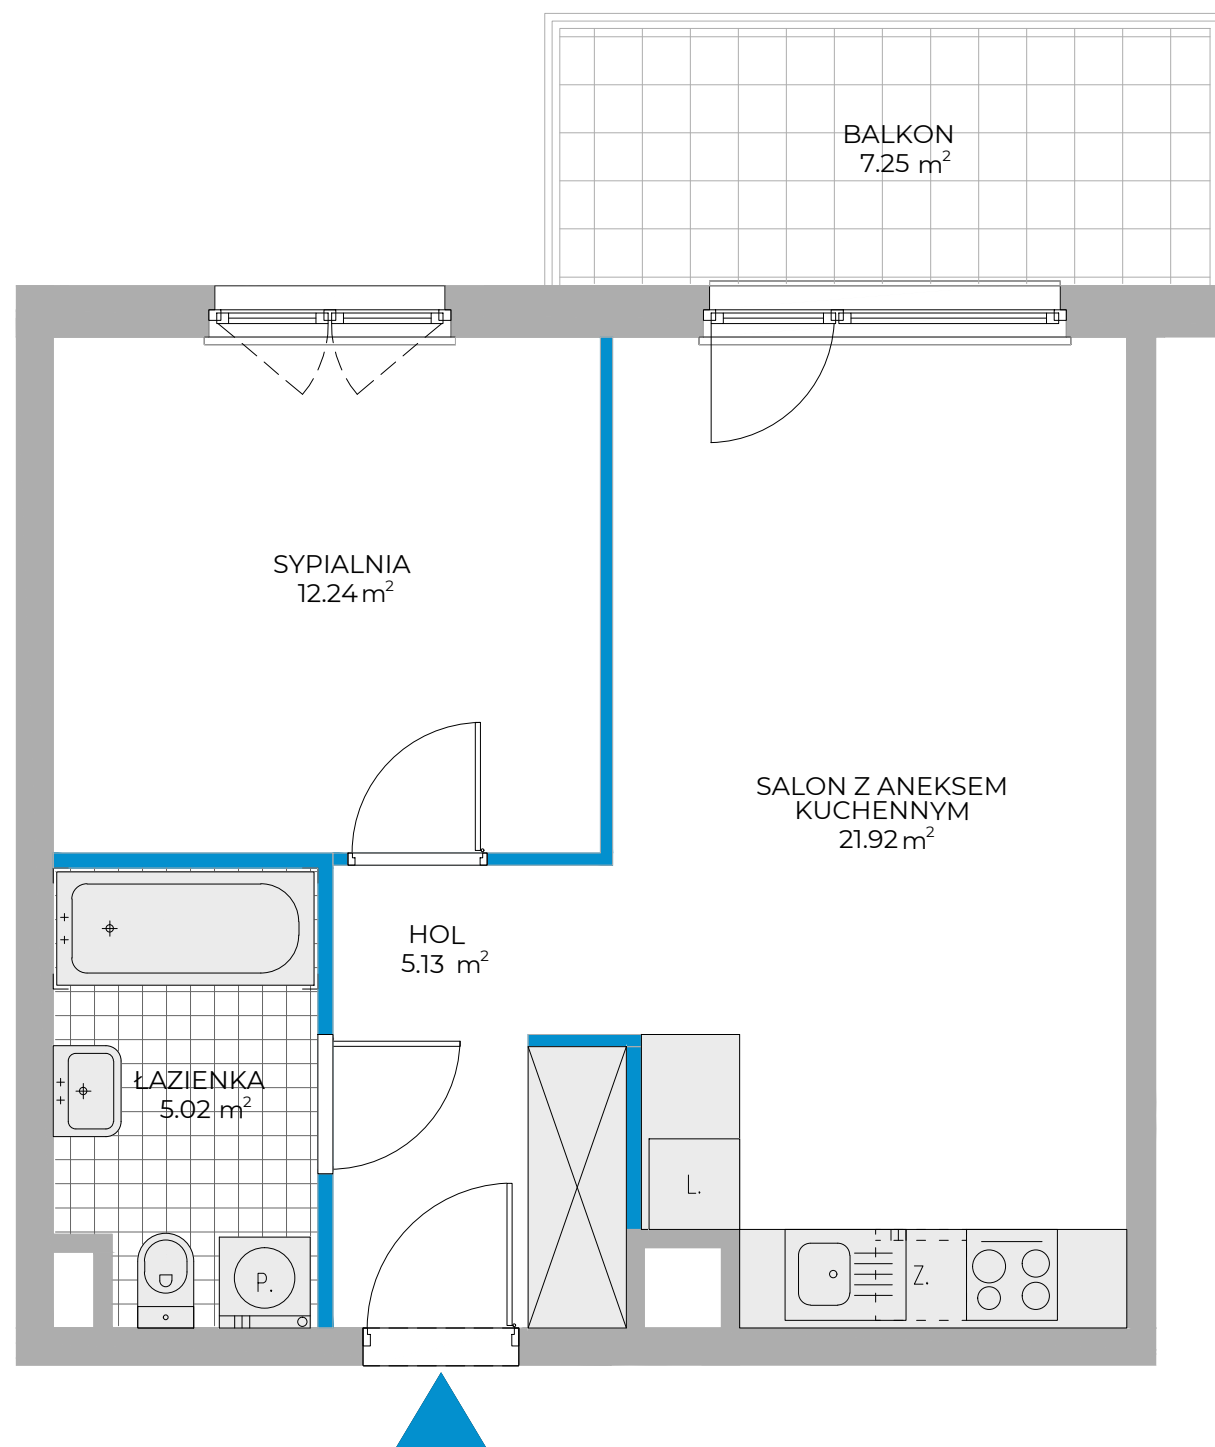 BALKON
7.25 m²
SYPIALNIA
12.24 m²
SALON Z ANEKSEM
KUCHENNYM
21.92 m²
HOL
5.13 m²
ŁAZIENKA
5.02 m²
L.
P.
Z.